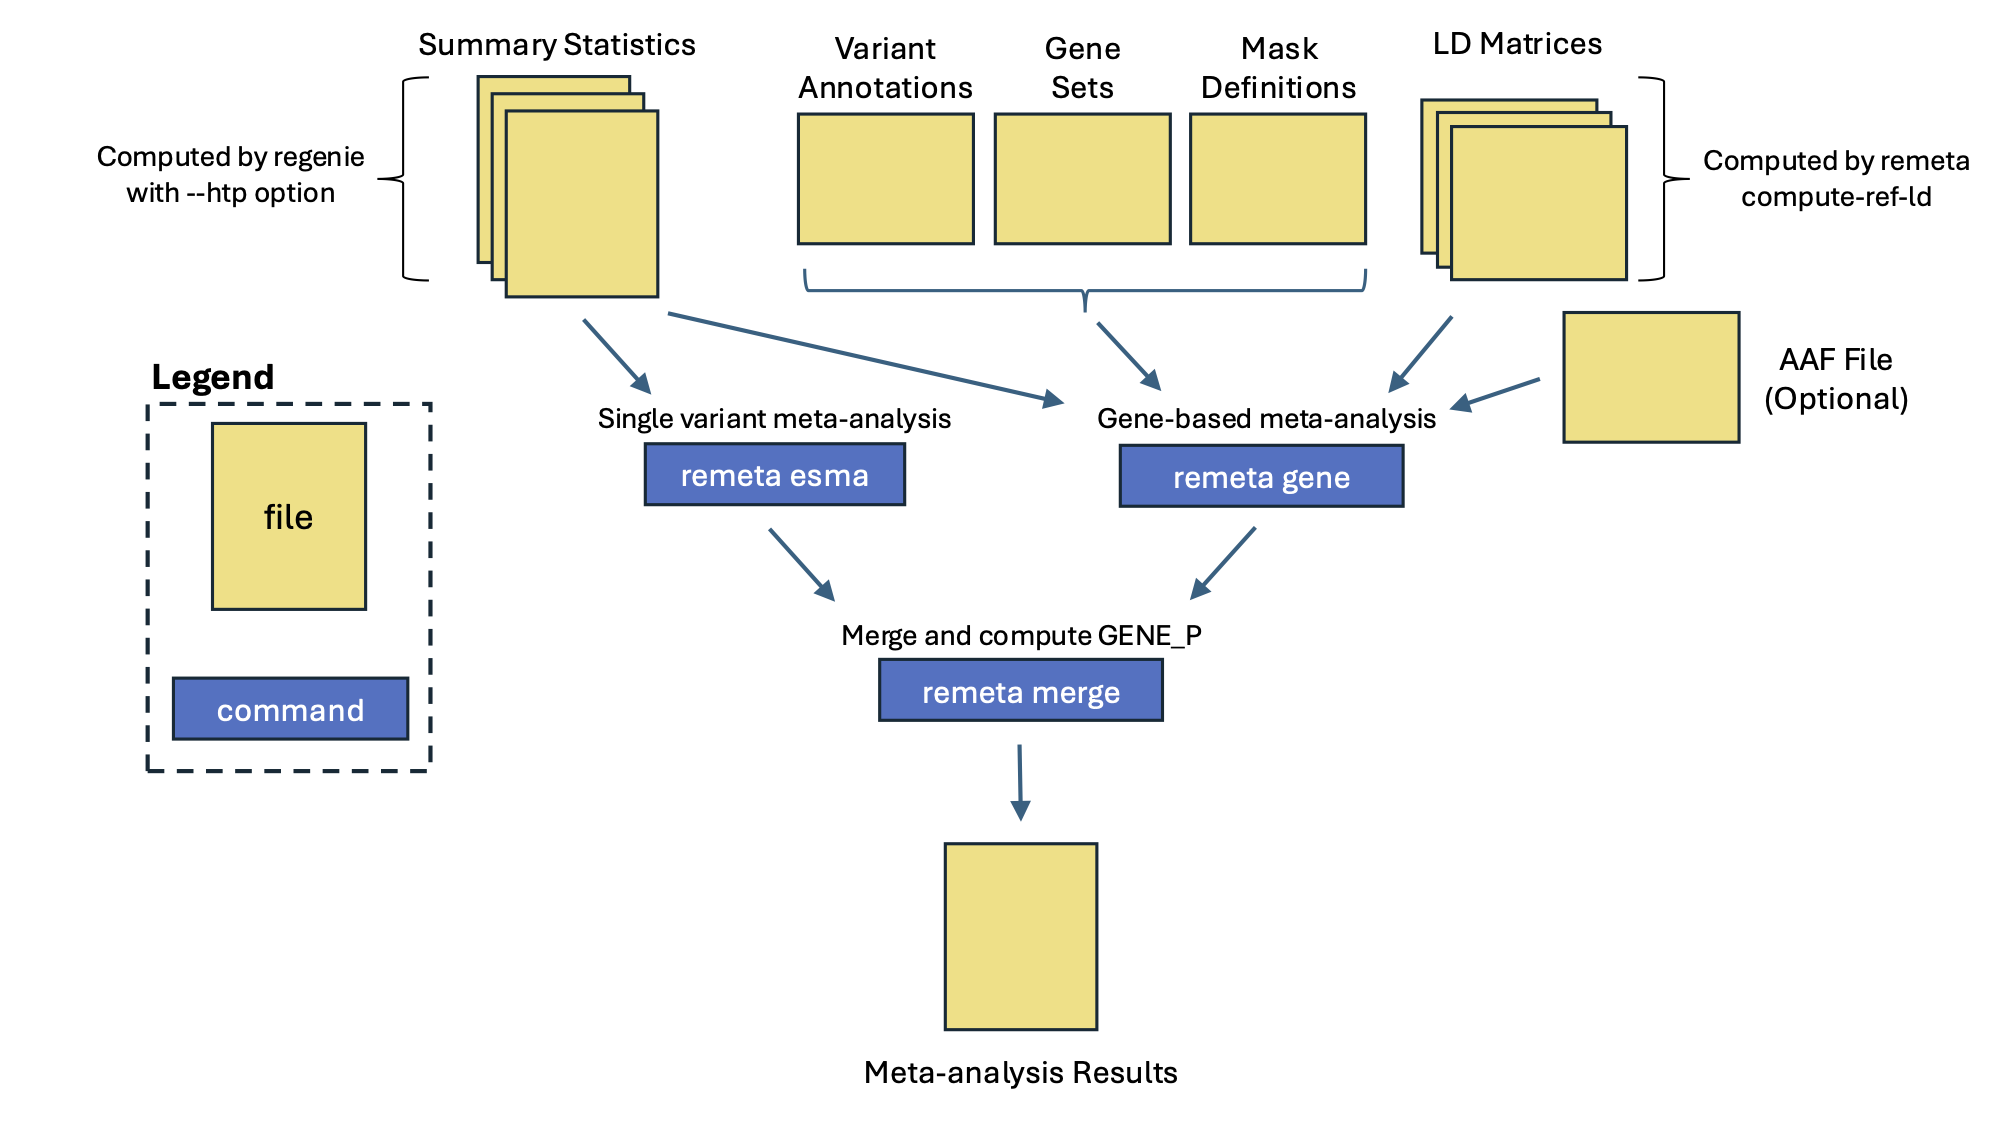 Summary Statistics
Variant
Annotations
Gene
Sets
Mask
Definitions
LD Matrices
Computed by regenie
with --htp option
Computed by remeta
compute-ref-ld
AAF File
(Optional)
Legend
file
command
Single variant meta-analysis
remeta esma
Gene-based meta-analysis
remeta gene
Merge and compute GENE_P
remeta merge
Meta-analysis Results